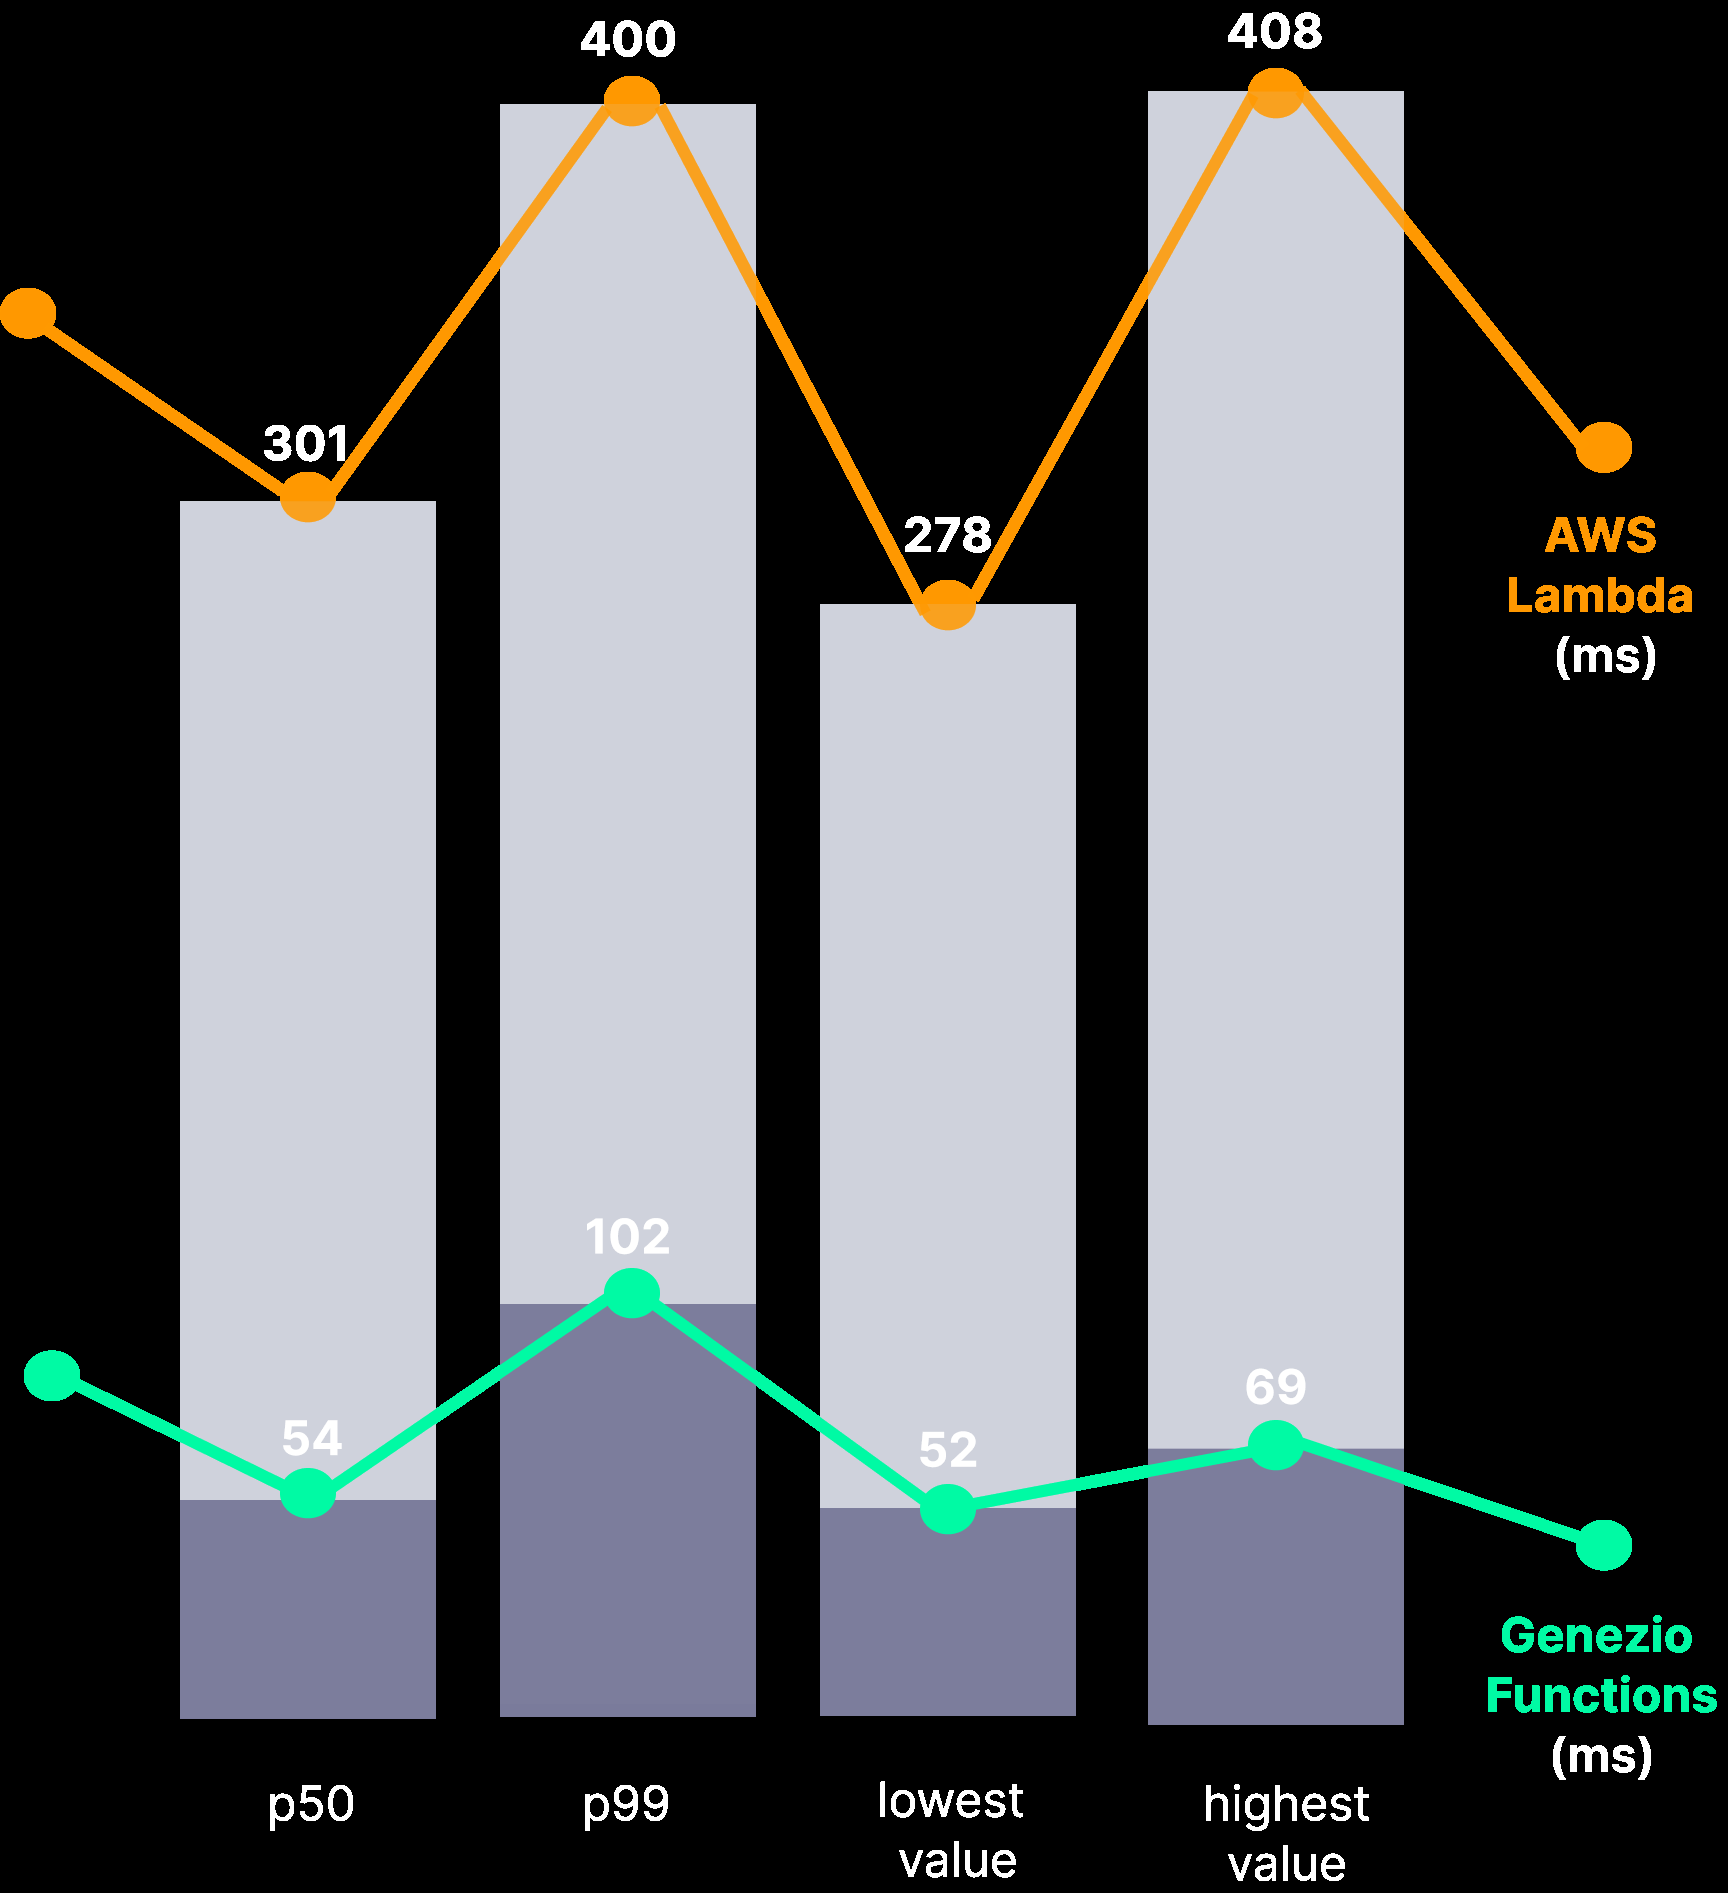 400
408
301
278
AWS
Lambda
(ms)
102
69
54
52
Genezio
Functions
(ms)
p50
p99
lowest
value
highest
value